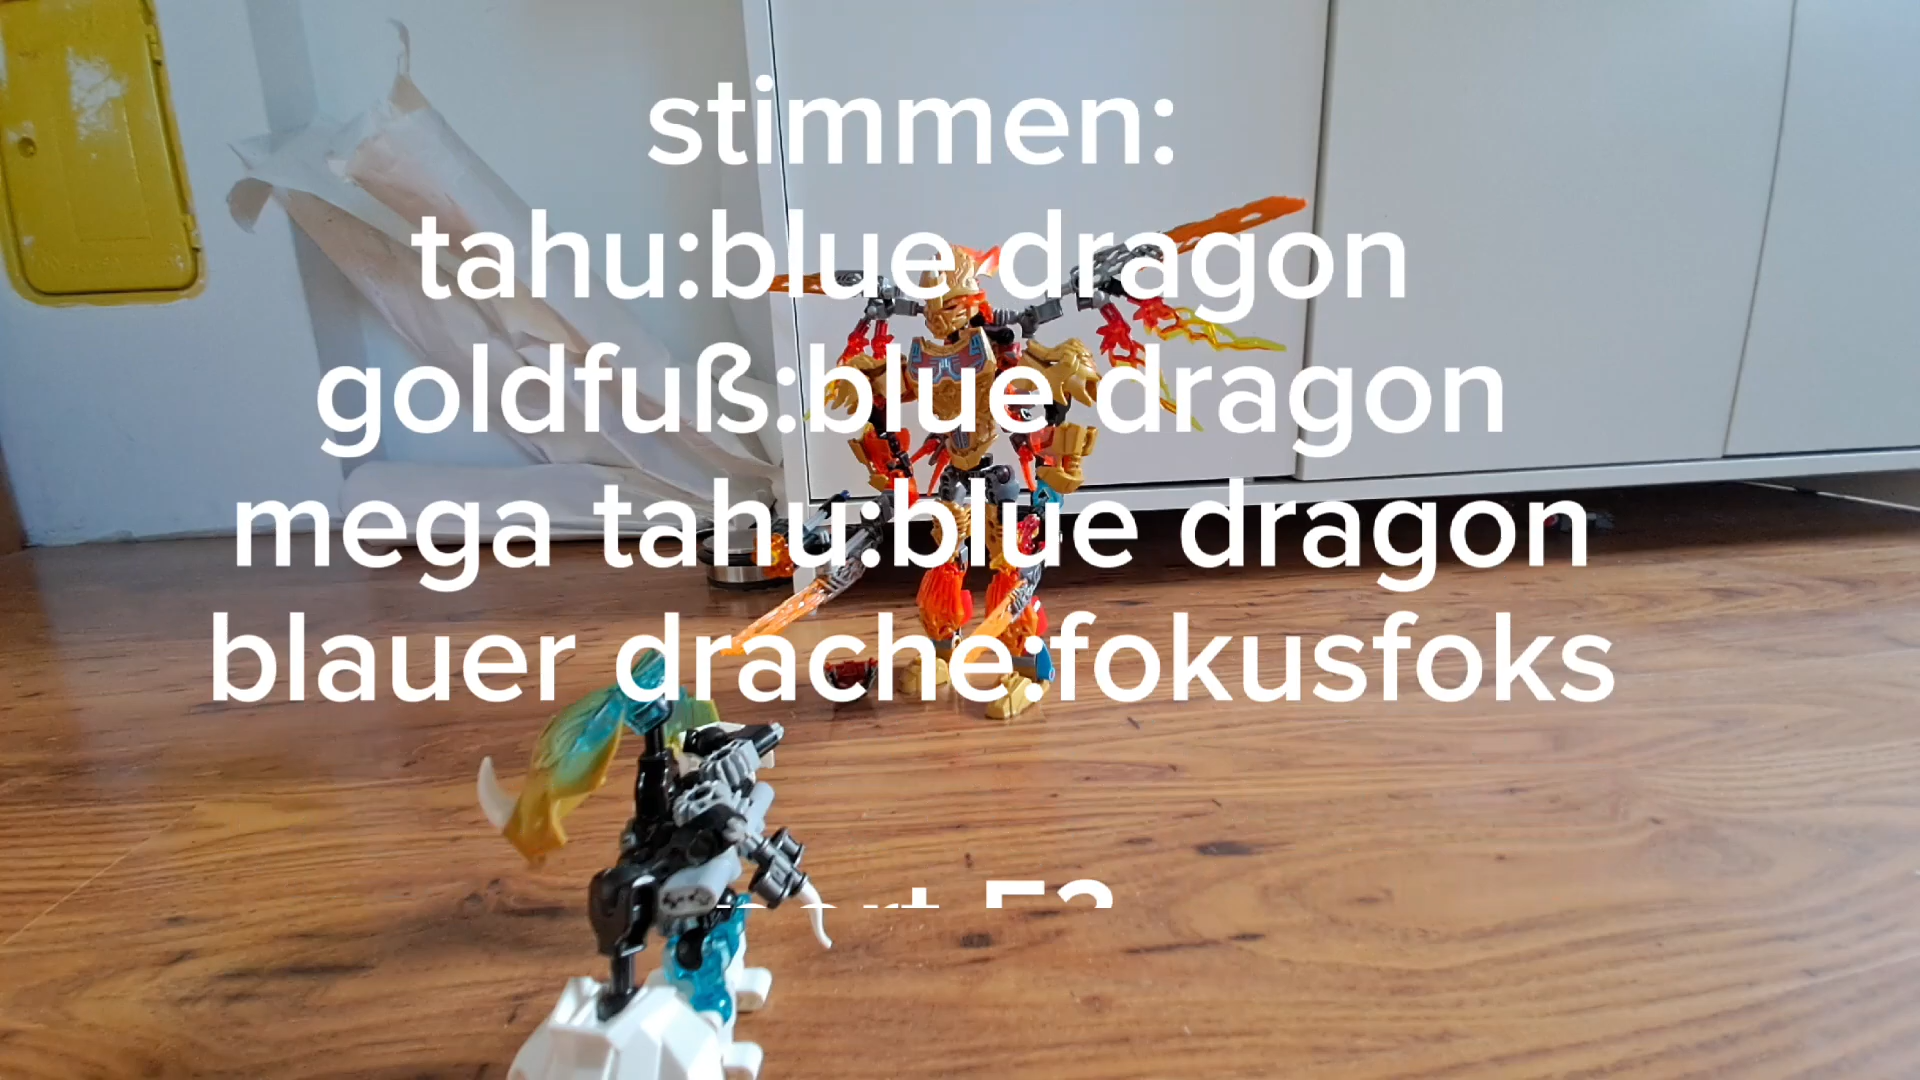 stimmen:
tahu:blue dragon
goldfuß:blue dragon
mega tahu:blue dragon
blauer drache:fokusfoks